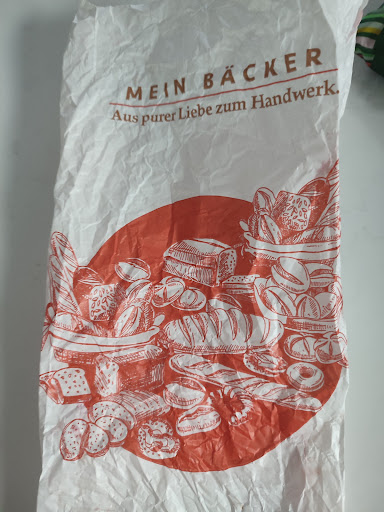 MEIN BÄCKER
Aus purer Liebe zum Handwerk.